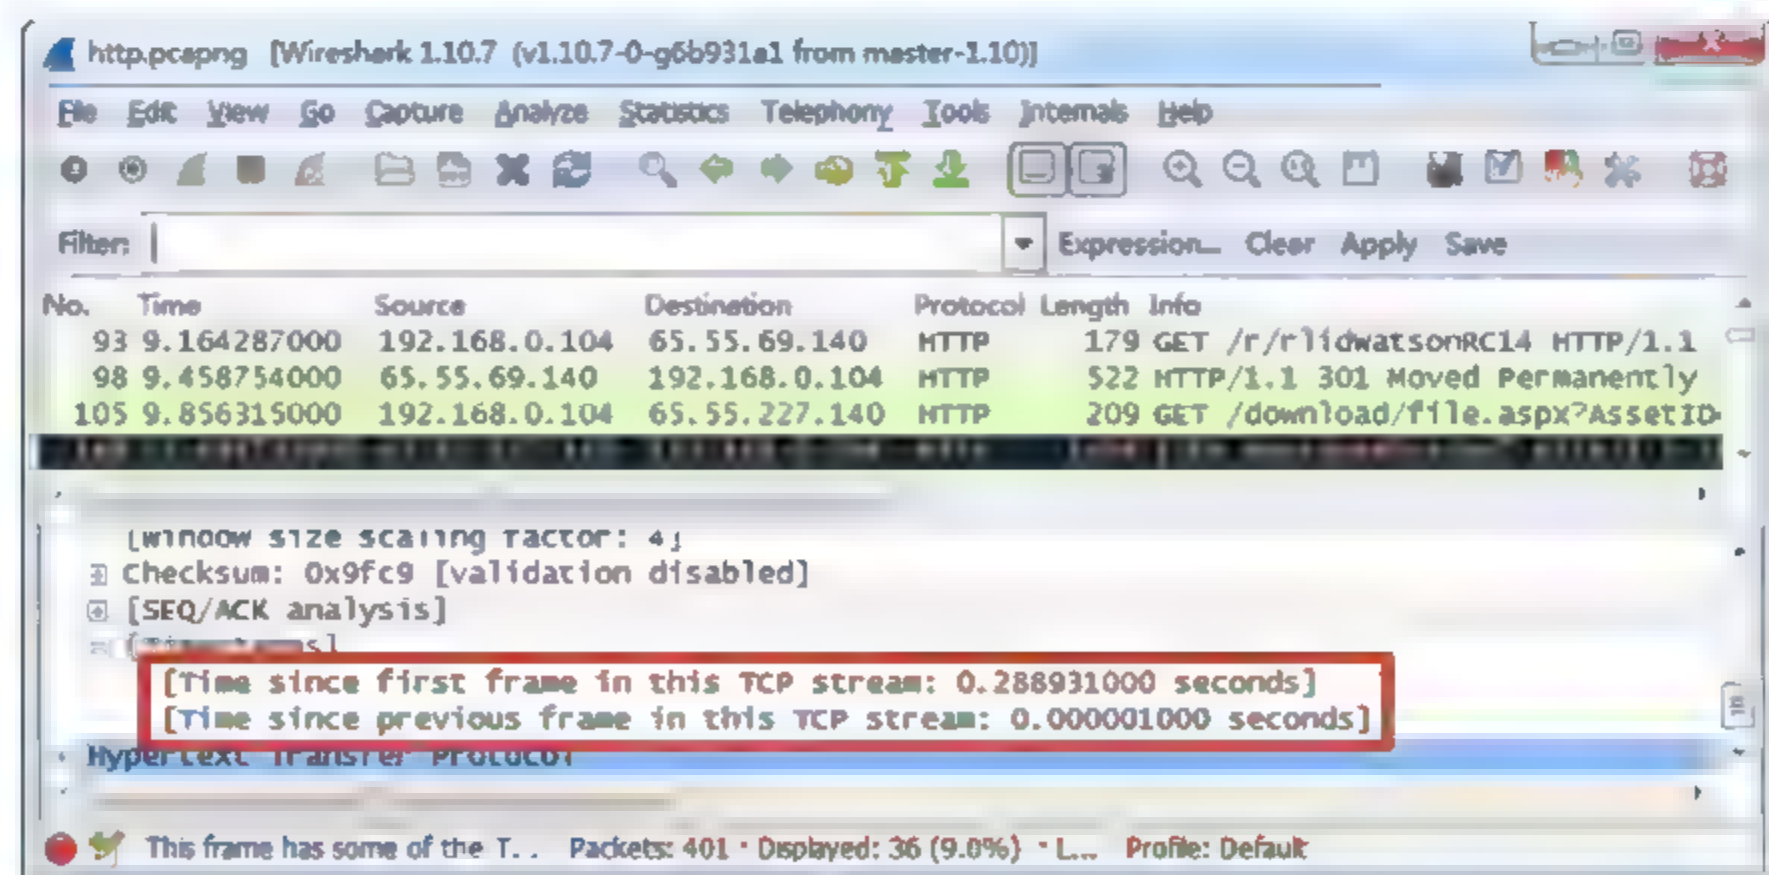 http.pcapng [Wireshark 1.10.7 (v1.10.7-0-g6b931a1 from master-1.10)]
File Edit View Go Capture Analyze Statistics Telephony Tools Internals Help
Filter: Expression... Clear Apply Save
No. Time Source Destination Protocol Length Info
93 9.164287000 192.168.0.104 65.55.69.140 HTTP 179 GET /r/rlidwatsonRC14 HTTP/1.1
98 9.458754000 65.55.69.140 192.168.0.104 HTTP 522 HTTP/1.1 301 Moved Permanently
105 9.856315000 192.168.0.104 65.55.227.140 HTTP 209 GET /download/file.aspx?AssetID
[Window size scaling factor: 4]
Checksum: 0x9fc9 [validation disabled]
[SEQ/ACK analysis]
[Time since first frame in this TCP stream: 0.288931000 seconds]
[Time since previous frame in this TCP stream: 0.000001000 seconds]
Hypertext Transfer Protocol
This frame has some of the T... Packets: 401 · Displayed: 36 (9.0%) · L... Profile: Default